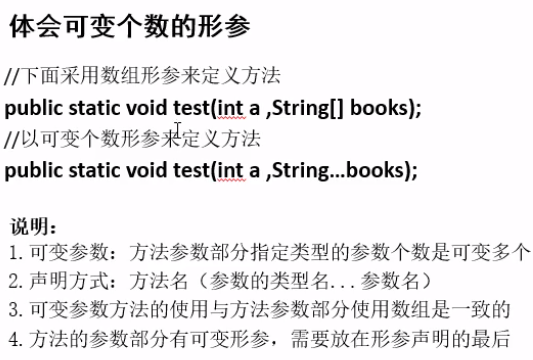 体会可变个数的形参
//下面采用数组形参来定义方法
public static void test(int a ,String[] books);
//以可变个数形参来定义方法
public static void test(int a ,String…books);
说明：
1. 可变参数：方法参数部分指定类型的参数个数是可变多个
2. 声明方式：方法名（参数的类型名...参数名）
3. 可变参数方法的使用与方法参数部分使用数组是一致的
4. 方法的参数部分有可变形参，需要放在形参声明的最后